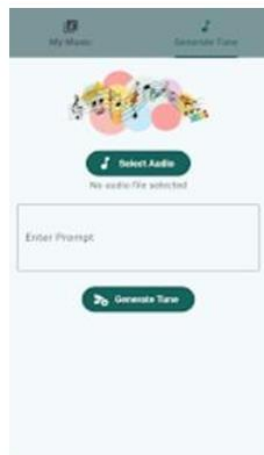 My Music
Generate Tune
Select Audio
No audio file selected
Enter Prompt
Generate Tune